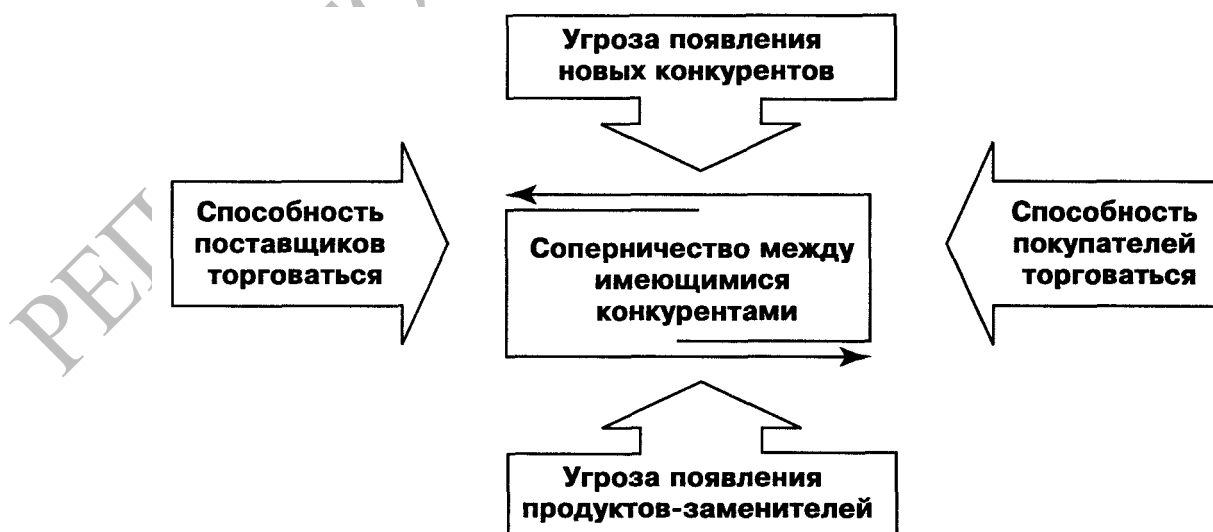 Угроза появления
новых конкурентов
Способность
поставщиков
торговаться
Соперничество между
имеющимися
конкурентами
Способность
покупателей
торговаться
Угроза появления
продуктов-заменителей